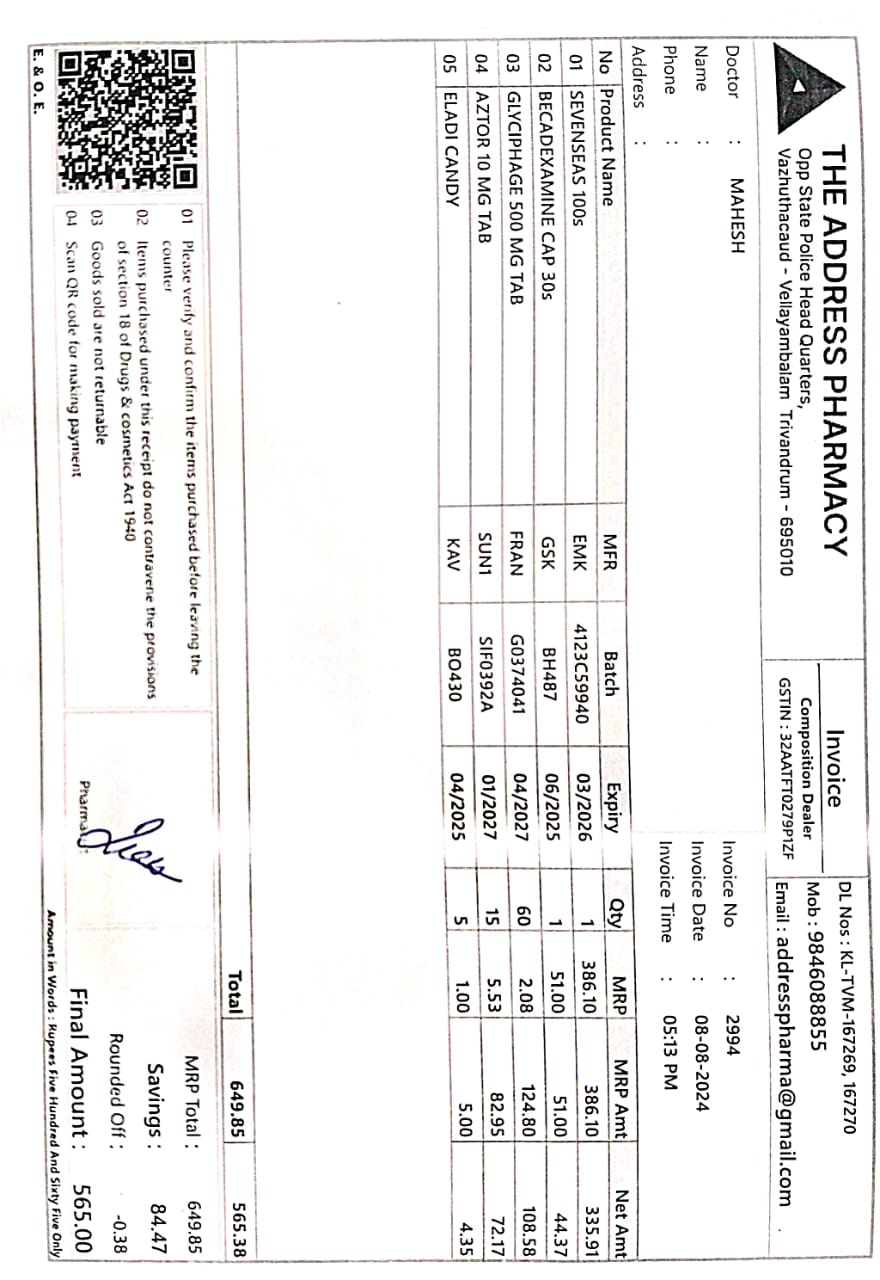 THE ADDRESS PHARMACY
Opp State Police Head Quarters,
Vazhuthacaud - Vellayambalam Trivandrum - 695010
Invoice
Composition Dealer
GSTIN : 32AATFT0279P1ZF
DL Nos : KL-TVM-167269, 167270
Mob : 9846088855
Email : addresspharma@gmail.com
Doctor : MAHESH
Name :
Phone :
Address :
Invoice No : 2994
Invoice Date : 08-08-2024
Invoice Time : 05:13 PM
No Product Name MFR Batch Expiry Qty MRP MRP Amt Net Amt
01 SEVENSEAS 100s EMK 4123C59940 03/2026 1 386.10 386.10 335.91
02 BECADEXAMINE CAP 30s GSK BH487 06/2025 1 51.00 51.00 44.37
03 GLYCIPHAGE 500 MG TAB FRAN G0374041 04/2027 60 2.08 124.80 108.58
04 AZTOR 10 MG TAB SUN1 SIF0392A 01/2027 15 5.53 82.95 72.17
05 ELADI CANDY KAV BO430 04/2025 5 1.00 5.00 4.35
Total 649.85 565.38
01 Please verify and confirm the items purchased before leaving the
counter
02 Items purchased under this receipt do not contravene the provisions
of section 18 of Drugs & cosmetics Act 1940
03 Goods sold are not returnable
04 Scan QR code for making payment
E. & O. E.
MRP Total : 649.85
Savings : 84.47
Rounded Off : -0.38
Final Amount : 565.00
Amount in Words : Rupees Five Hundred And Sixty Five Only